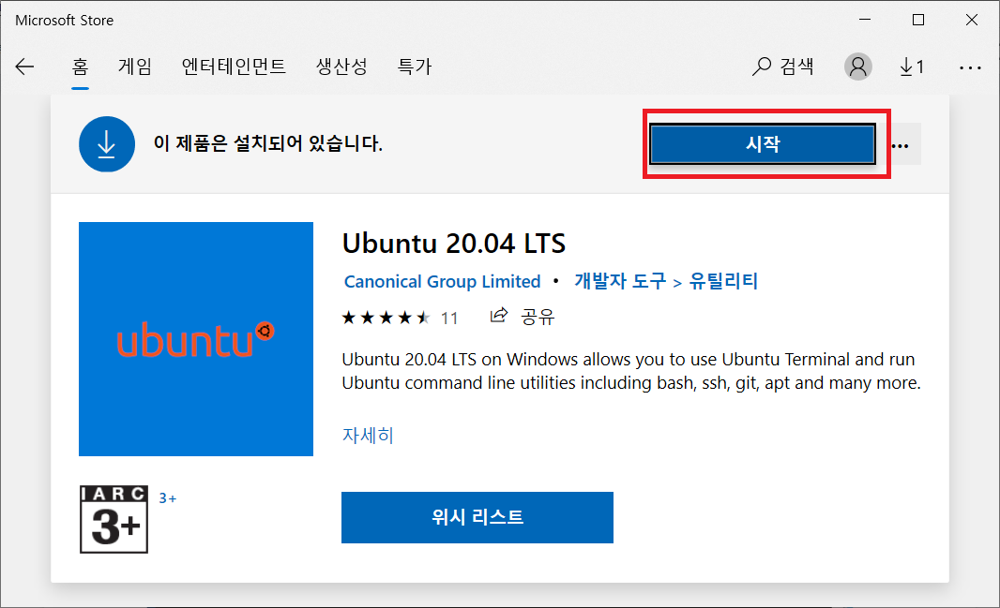 Microsoft Store
홈 게임 엔터테인먼트 생산성 특가 검색 1
이 제품은 설치되어 있습니다. 시작
Ubuntu 20.04 LTS
Canonical Group Limited • 개발자 도구 > 유틸리티
11 공유
Ubuntu 20.04 LTS on Windows allows you to use Ubuntu Terminal and run
Ubuntu command line utilities including bash, ssh, git, apt and many more.
ubuntu
자세히
IARC 3+
3+
위시 리스트